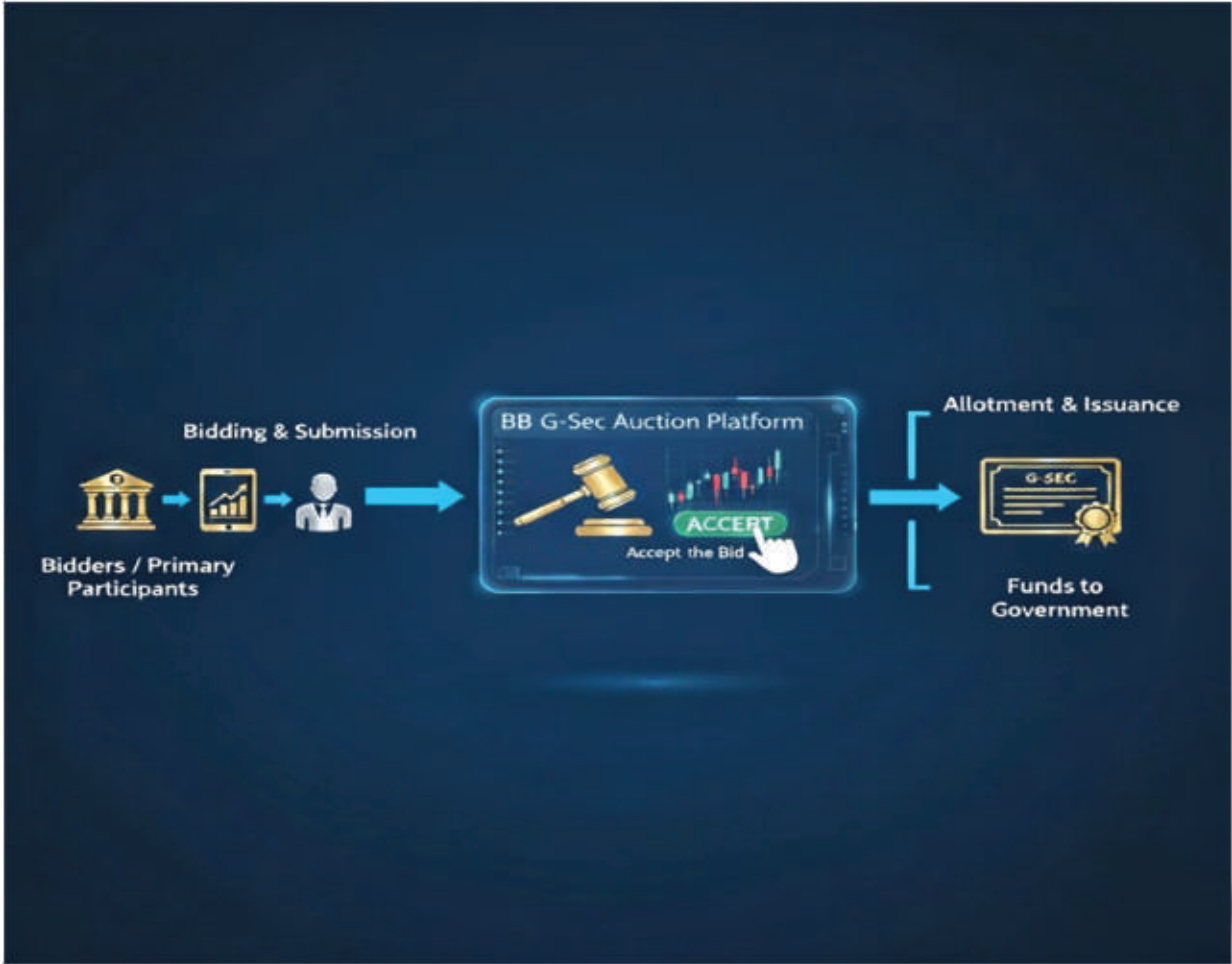 Bidding & Submission
Bidders / Primary
Participants
BB G-Sec Auction Platform
ACCEPT
Accept the Bid
Allotment & Issuance
G-SEC
Funds to
Government